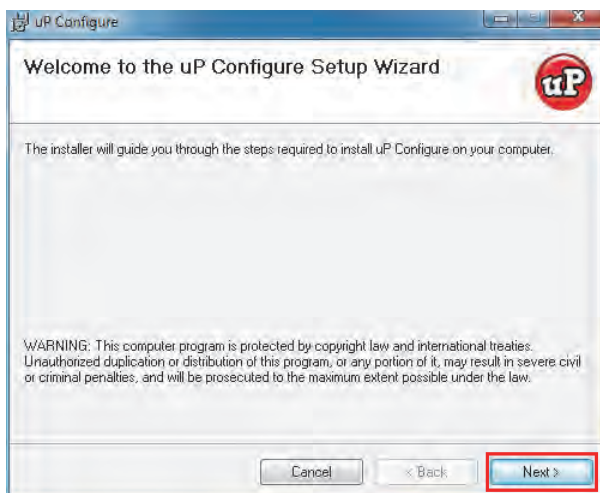 uP Configure
Welcome to the uP Configure Setup Wizard
uP
The installer will guide you through the steps required to install uP Configure on your computer.
WARNING: This computer program is protected by copyright law and international treaties.
Unauthorized duplication or distribution of this program, or any portion of it, may result in severe civil
or criminal penalties, and will be prosecuted to the maximum extent possible under the law.
Cancel
< Back
Next >